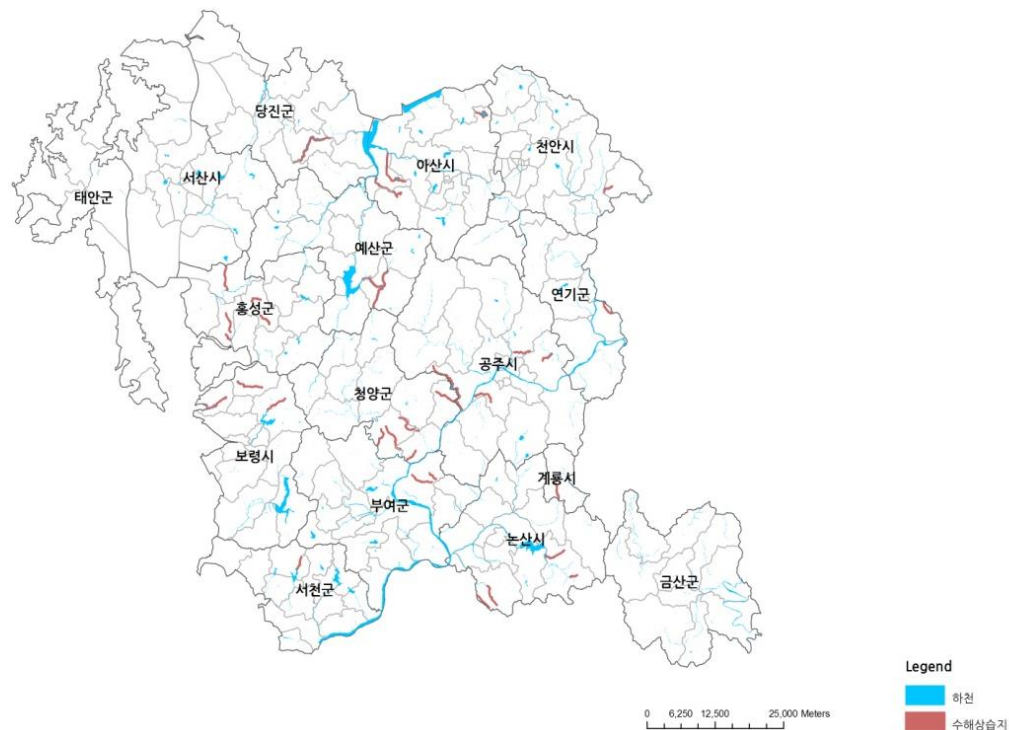 당진군
천안시
아산시
서산시
태안군
예산군
연기군
홍성군
공주시
청양군
보령시
계룡시
부여군
논산시
금산군
서천군
Legend
하천
수해상습지
0 6,250 12,500 25,000 Meters